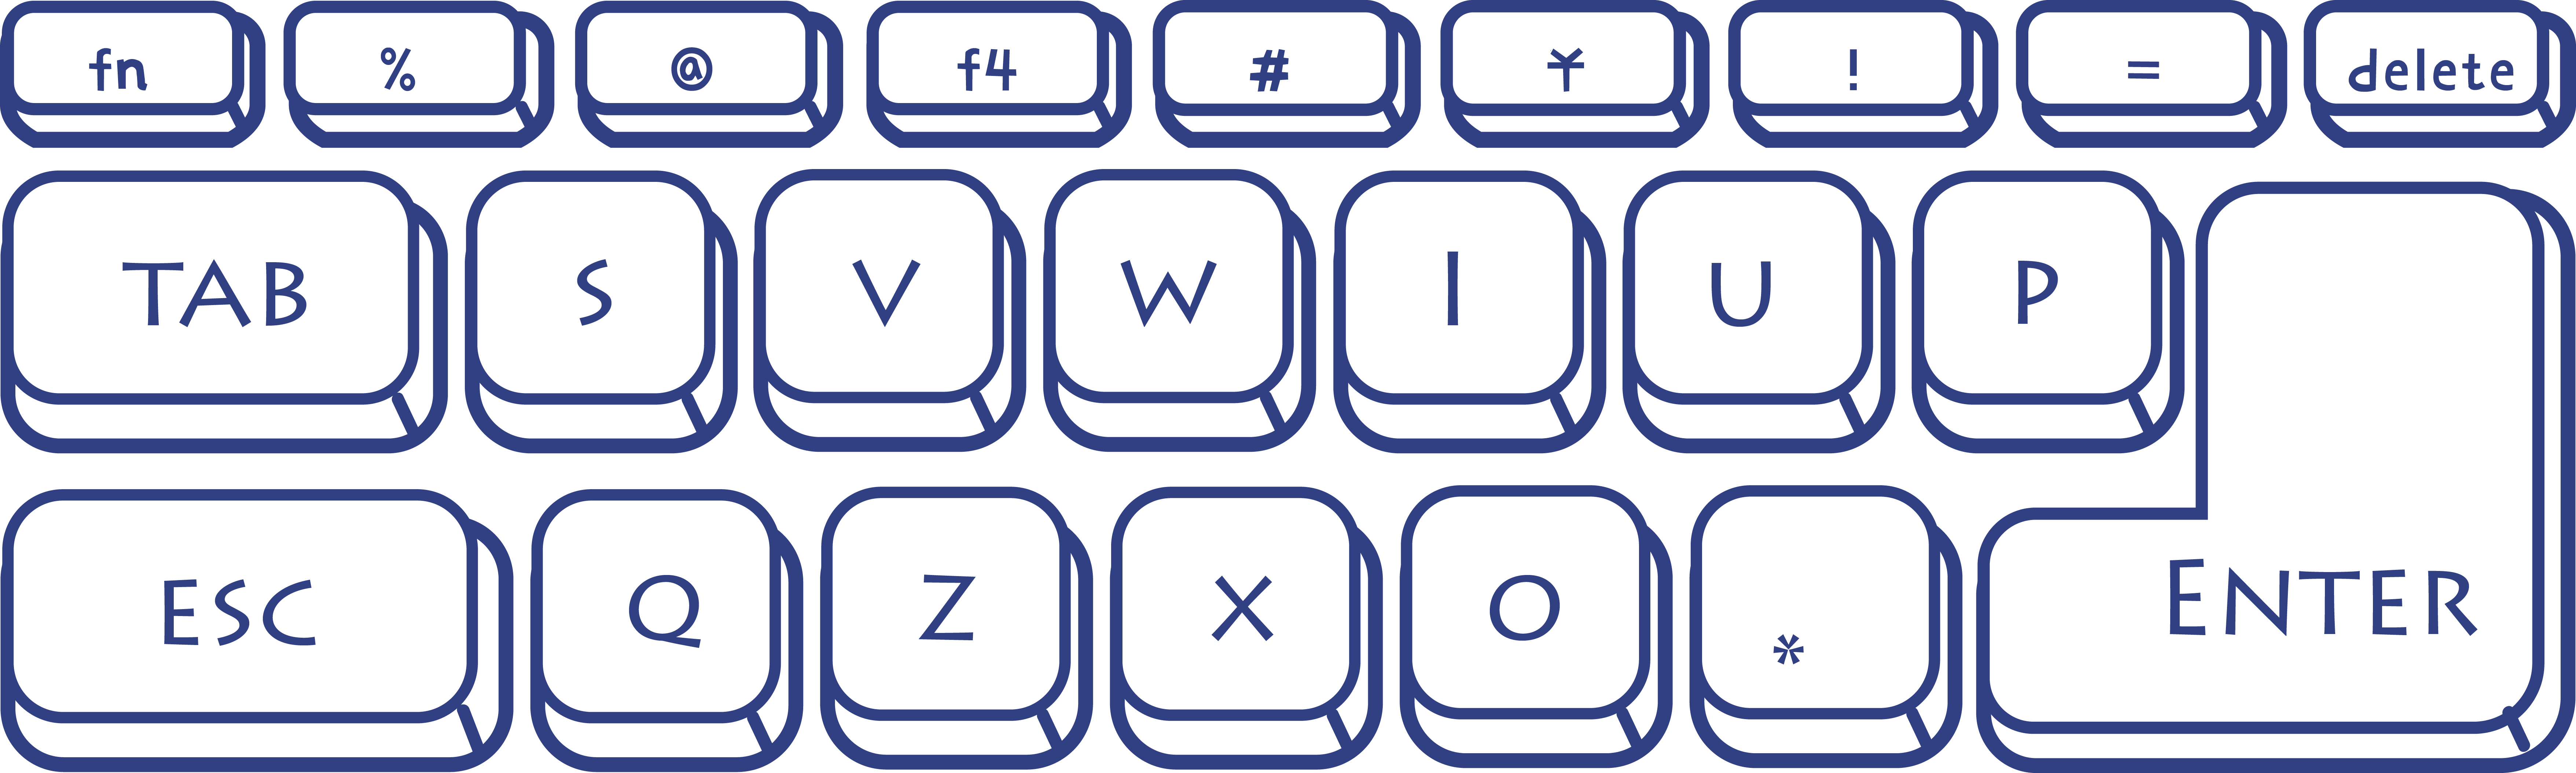 fn % @ f4 # ¥ ! = delete
TAB S V W I U P
ESC Q Z X O * ENTER